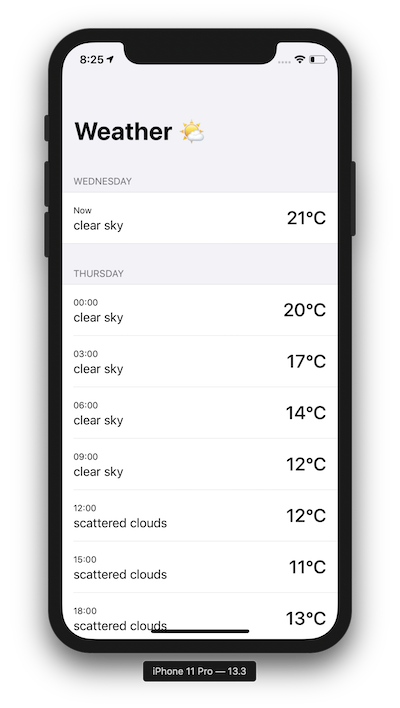 8:25
Weather 🌤️
WEDNESDAY
Now
clear sky
21°C
THURSDAY
00:00
clear sky
20°C
03:00
clear sky
17°C
06:00
clear sky
14°C
09:00
clear sky
12°C
12:00
scattered clouds
12°C
15:00
scattered clouds
11°C
18:00
scattered clouds
13°C
iPhone 11 Pro — 13.3